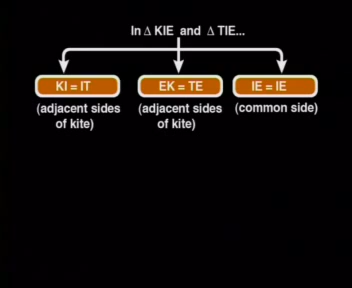 In Δ KIE and Δ TIE...
KI = IT EK = TE IE = IE
(adjacent sides (adjacent sides (common side)
of kite) of kite)